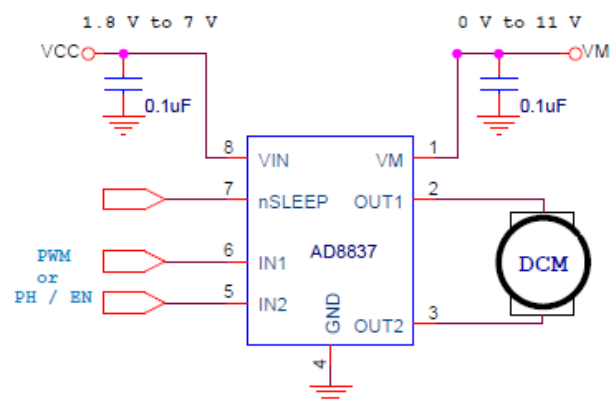 1.8 V to 7 V
0 V to 11 V
VCC
VM
0.1uF
0.1uF
8
VIN
VM
1
7
nSLEEP
OUT1
2
AD8837
DCM
PWM
or
PH / EN
6
IN1
5
IN2
GND
OUT2
3
4